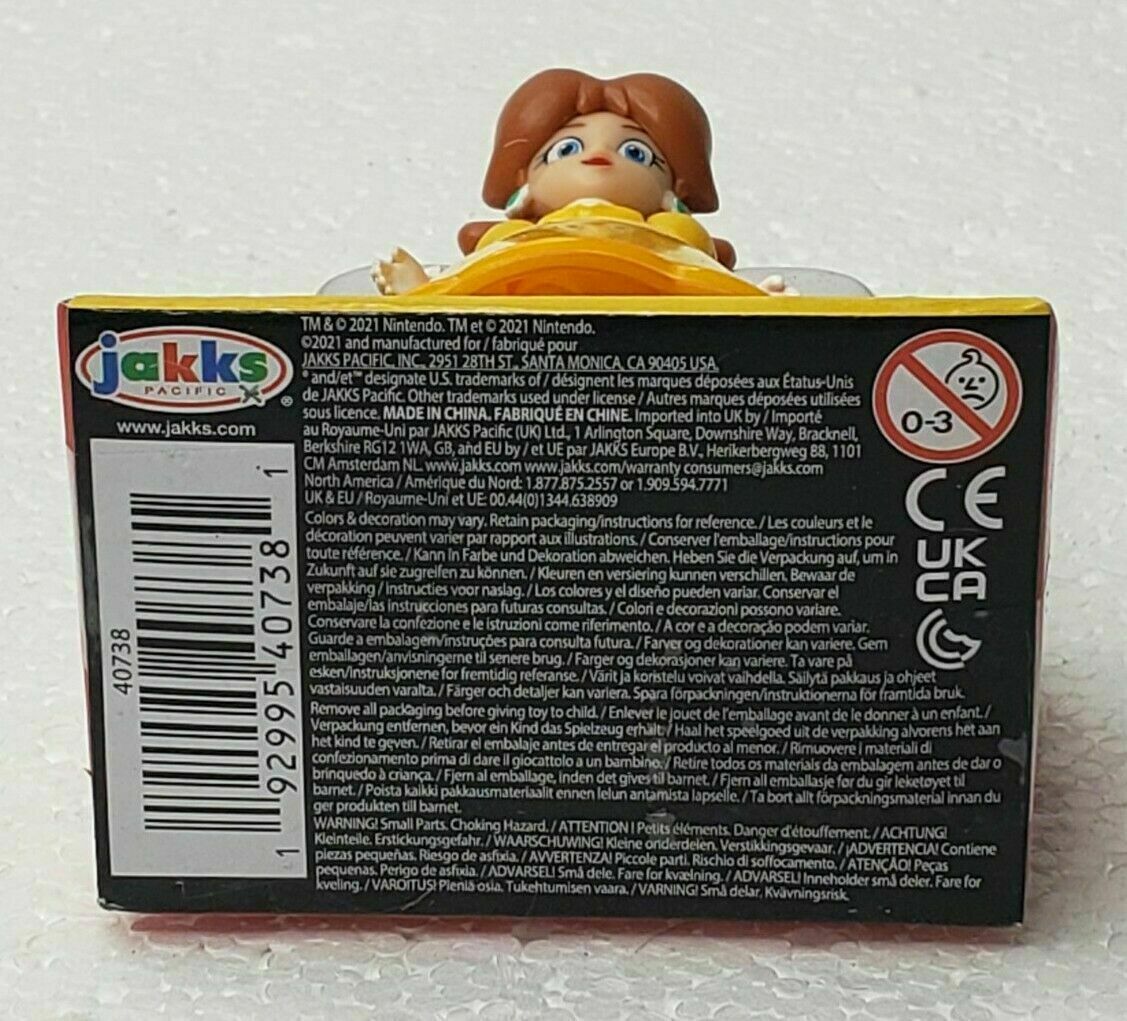 jakks
PACIFIC
®
www.jakks.com
40738
1 92995 40738 1
TM & © 2021 Nintendo. TM et © 2021 Nintendo.
©2021 and manufactured for / fabriqué pour
JAKKS PACIFIC, INC., 2951 28TH ST., SANTA MONICA, CA 90405 USA.
® and/et ™ designate U.S. trademarks of / désignent les marques déposées aux États-Unis
de JAKKS Pacific. Other trademarks used under license / Autres marques déposées utilisées
sous licence. MADE IN CHINA. FABRIQUÉ EN CHINE. Imported into UK by / Importé
au Royaume-Uni par JAKKS Pacific (UK) Ltd., 1 Arlington Square, Downshire Way, Bracknell,
Berkshire RG12 1WA, GB, and EU by / et UE par JAKKS Europe B.V., Herikerbergweg 88, 1101
CM Amsterdam NL. www.jakks.com www.jakks.com/warranty consumers@jakks.com
North America / Amérique du Nord: 1.877.875.2557 or 1.909.594.7771
UK & EU / Royaume-Uni et UE: 00.44(0)1344.638909
Colors & decoration may vary. Retain packaging/instructions for reference. / Les couleurs et le
décoration peuvent varier par rapport aux illustrations. / Conserver l'emballage/instructions pour
toute référence. / Kann In Farbe und Dekoration abweichen. Heben Sie die Verpackung auf, um in
Zukunft auf sie zugreifen zu können. / Kleuren en versiering kunnen verschillen. Bewaar de
verpakking / instructies voor naslag. / Los colores y el diseño pueden variar. Conservar el
embalaje/las instrucciones para futuras consultas. / Colori e decorazioni possono variare.
Conservare la confezione e le istruzioni come riferimento. / A cor e a decoração podem variar.
Guarde a embalagem/instruções para consulta futura. / Farver og dekorationer kan variere. Gem
emballagen/anvisningerne til senere brug. / Farger og dekorasjoner kan variere. Ta vare på
esken/instruksjonene for fremtidig referanse. / Värit ja koristelu voivat vaihdella. Säilytä pakkaus ja ohjeet
vastaisuuden varalta. / Färger och detaljer kan variera. Spara förpackningen/instruktionerna för framtida bruk.
Remove all packaging before giving toy to child. / Enlever le jouet de l'emballage avant de le donner à un enfant. /
Verpackung entfernen, bevor ein Kind das Spielzeug erhält. / Haal het speelgoed uit de verpakking alvorens het aan
het kind te geven. / Retirar el embalaje antes de entregar el producto al menor. / Rimuovere i materiali di
confezionamento prima di dare il giocattolo a un bambino. / Retire todos os materiais da embalagem antes de dar o
brinquedo à criança. / Fjern al emballage, inden det gives til barnet. / Fjern all emballasje før du gir leketøyet til
barnet. / Poista kaikki pakkausmateriaalit ennen lelun antamista lapselle. / Ta bort allt förpackningsmaterial innan du
ger produkten till barnet.
WARNING! Small Parts. Choking Hazard. / ATTENTION ! Petits éléments. Danger d'étouffement. / ACHTUNG!
Kleinteile. Erstickungsgefahr. / WAARSCHUWING! Kleine onderdelen. Verstikkingsgevaar. / ¡ADVERTENCIA! Contiene
piezas pequeñas. Riesgo de asfixia. / AVVERTENZA! Piccole parti. Rischio di soffocamento. / ATENÇÃO! Peças
pequenas. Perigo de asfixia. / ADVARSEL! Små dele. Fare for kvælning. / ADVARSEL! Inneholder små deler. Fare for
kveling. / VAROITUS! Pieniä osia. Tukehtumisen vaara. / VARNING! Små delar. Kvävningsrisk.
0-3
CE
UK
CA